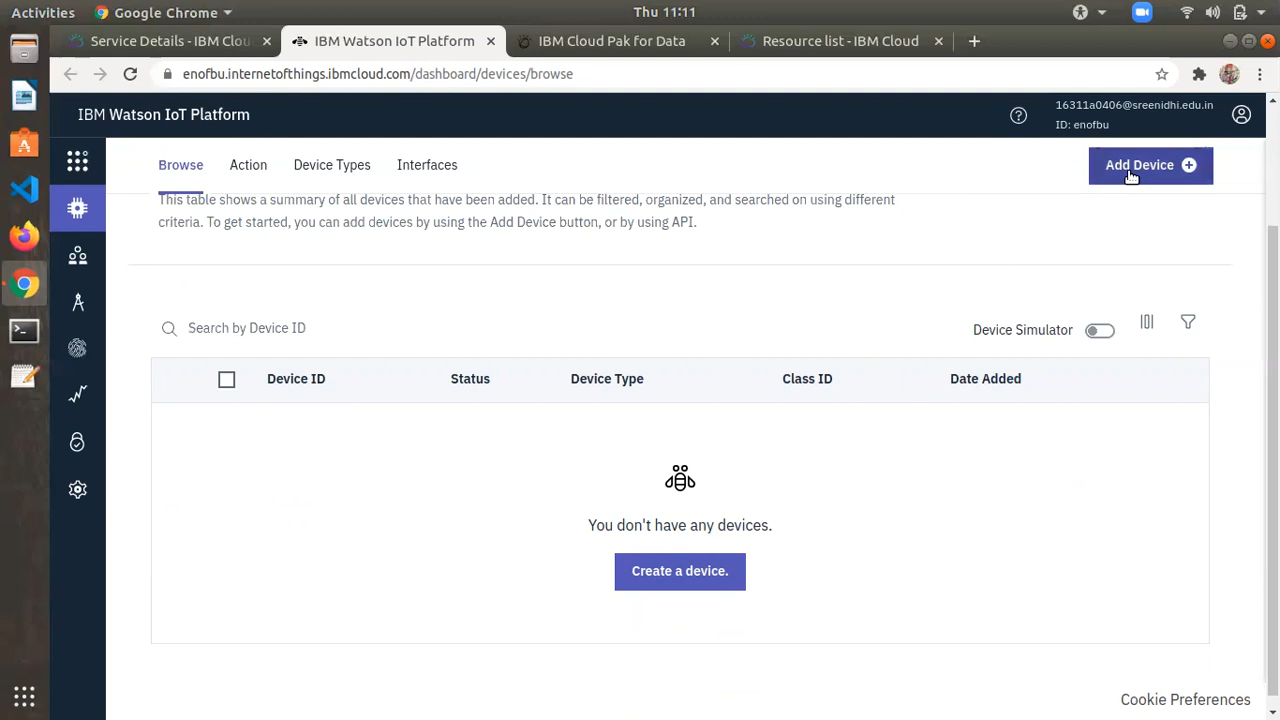 Activities
Google Chrome
Thu 11:11
Service Details - IBM Clou
IBM Watson IoT Platform
IBM Cloud Pak for Data
Resource list - IBM Cloud
enofbu.internetofthings.ibmcloud.com/dashboard/devices/browse
IBM Watson IoT Platform
16311a0406@sreenidhi.edu.in
ID: enofbu
Browse
Action
Device Types
Interfaces
Add Device
This table shows a summary of all devices that have been added. It can be filtered, organized, and searched on using different
criteria. To get started, you can add devices by using the Add Device button, or by using API.
Search by Device ID
Device Simulator
Device ID
Status
Device Type
Class ID
Date Added
You don't have any devices.
Create a device.
Cookie Preferences